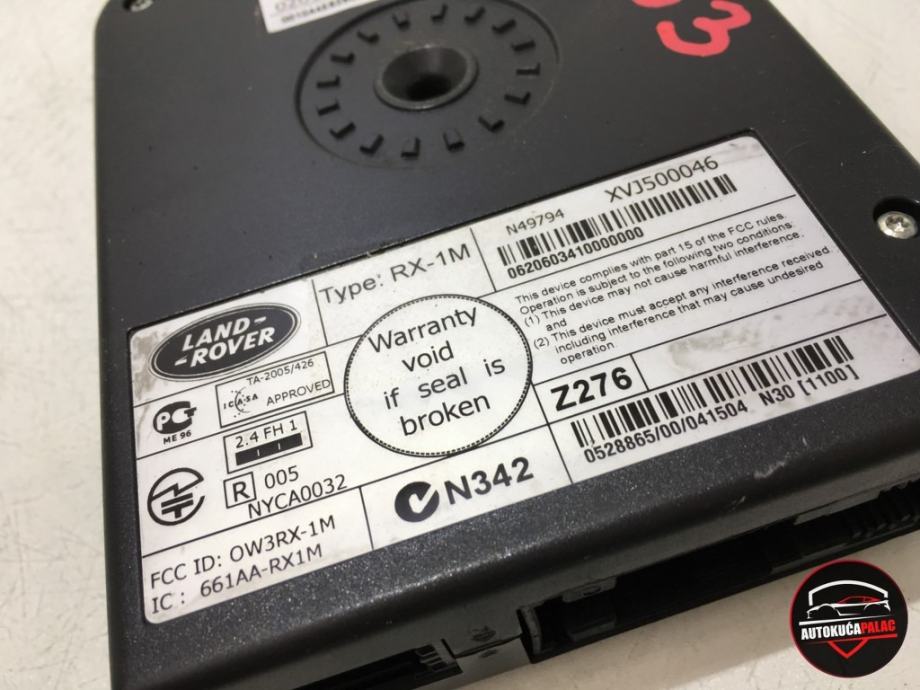 03
N49794
XVJ500046
0620603410000000
Type: RX-1M
LAND-
-ROVER
Warranty
void
if seal is
broken
This device complies with part 15 of the FCC rules.
Operation is subject to the following two conditions:
(1) This device may not cause harmful interference.
and
(2) This device must accept any interference received
including interference that may cause undesired
operation.
TA-2005/426
ICASA APPROVED
PCT
ME 96
2.4 FH 1
R 005
NYCA0032
Z276
0528865/00/041504 N30 [1100]
N342
FCC ID: OW3RX-1M
IC : 661AA-RX1M
AUTOKUĆAPALAC